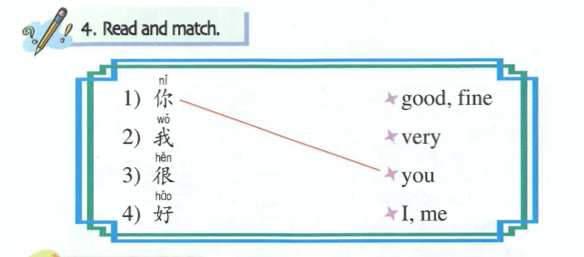 4. Read and match.
nǐ
1) 你 good, fine
wǒ
2) 我 very
hěn
3) 很 you
hǎo
4) 好 I, me